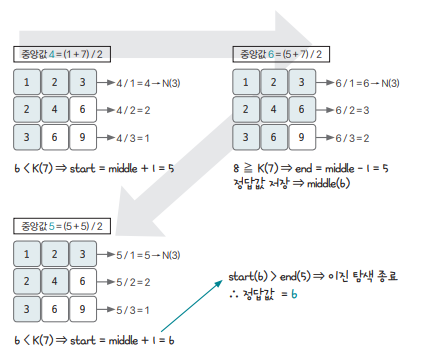 중앙값 4 = (1 + 7) / 2
1 2 3 4 / 1 = 4 → N(3)
2 4 6 4 / 2 = 2
3 6 9 4 / 3 = 1
6 < K(7) ⇒ start = middle + 1 = 5
중앙값 6 = (5 + 7) / 2
1 2 3 6 / 1 = 6 → N(3)
2 4 6 6 / 2 = 3
3 6 9 6 / 3 = 2
8 ≧ K(7) ⇒ end = middle - 1 = 5
정답값 저장 ⇒ middle(6)
중앙값 5 = (5 + 5) / 2
1 2 3 5 / 1 = 5 → N(3)
2 4 6 5 / 2 = 2
3 6 9 5 / 3 = 1
6 < K(7) ⇒ start = middle + 1 = 6
start(6) > end(5) ⇒ 이진 탐색 종료
∴ 정답값 = 6